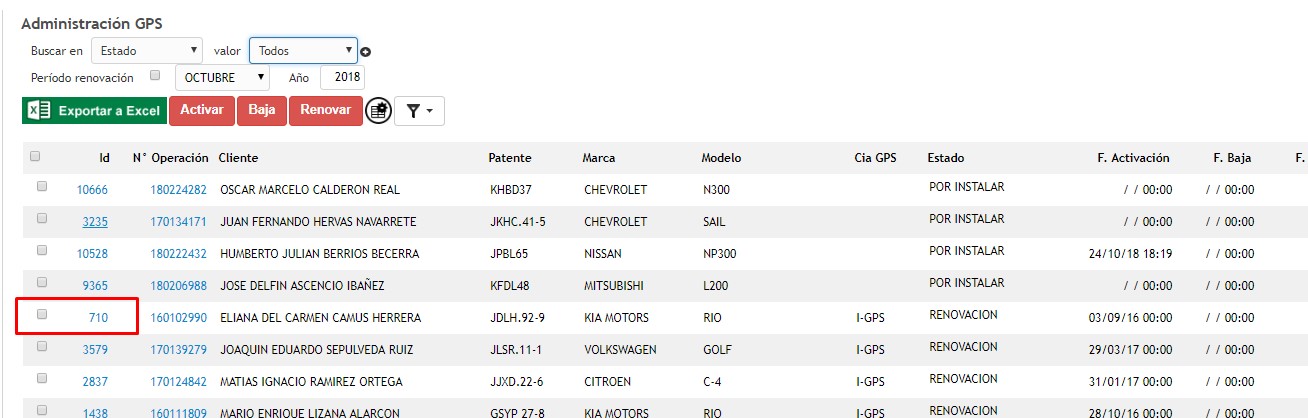 Administración GPS
Buscar en Estado valor Todos
Período renovación OCTUBRE Año 2018
Exportar a Excel Activar Baja Renovar
Id N° Operación Cliente Patente Marca Modelo Cia GPS Estado F. Activación F. Baja F.
10666 180224282 OSCAR MARCELO CALDERON REAL KHBD37 CHEVROLET N300 POR INSTALAR / / 00:00 / / 00:00
3235 170134171 JUAN FERNANDO HERVAS NAVARRETE JKHC.41-5 CHEVROLET SAIL POR INSTALAR / / 00:00 / / 00:00
10528 180222432 HUMBERTO JULIAN BERRIOS BECERRA JPBL65 NISSAN NP300 POR INSTALAR 24/10/18 18:19 / / 00:00
9365 180206988 JOSE DELFIN ASCENCIO IBAÑEZ KFDL48 MITSUBISHI L200 POR INSTALAR / / 00:00 / / 00:00
710 160102990 ELIANA DEL CARMEN CAMUS HERRERA JDLH.92-9 KIA MOTORS RIO I-GPS RENOVACION 03/09/16 00:00 / / 00:00
3579 170139279 JOAQUIN EDUARDO SEPULVEDA RUIZ JLSR.11-1 VOLKSWAGEN GOLF I-GPS RENOVACION 29/03/17 00:00 / / 00:00
2837 170124842 MATIAS IGNACIO RAMIREZ ORTEGA JJXD.22-6 CITROEN C-4 I-GPS RENOVACION 31/01/17 00:00 / / 00:00
1438 160111809 MARIO ENRIQUE LIZANA ALARCON GSYP 27-8 KIA MOTORS RIO I-GPS RENOVACION 28/10/16 00:00 / / 00:00